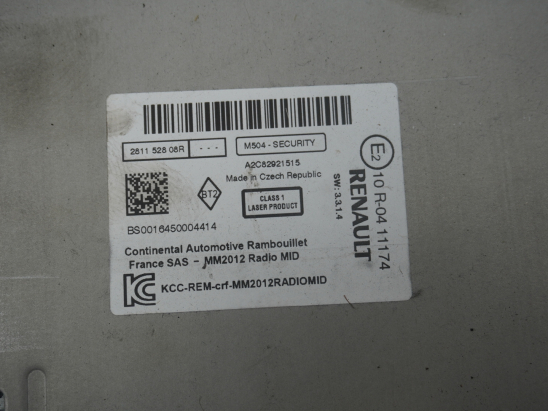 2811 528 08R - - - M504 - SECURITY
A2C82921515
Made in Czech Republic
BT2
CLASS 1
LASER PRODUCT
BS0016450004414
Continental Automotive Rambouillet
France SAS - MM2012 Radio MID
KC KCC-REM-crf-MM2012RADIOMID
SW: 3.3.1.4
RENAULT
E2 10 R-04 11174